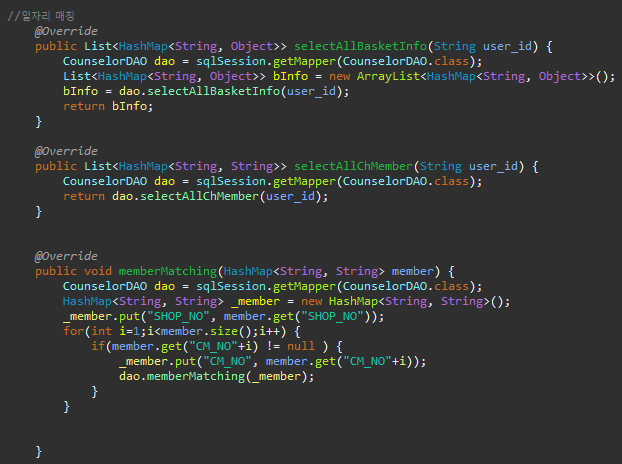 //일자리 매칭
@Override
public List<HashMap<String, Object>> selectAllBasketInfo(String user_id) {
CounselorDAO dao = sqlSession.getMapper(CounselorDAO.class);
List<HashMap<String, Object>> bInfo = new ArrayList<HashMap<String, Object>>();
bInfo = dao.selectAllBasketInfo(user_id);
return bInfo;
}
@Override
public List<HashMap<String, String>> selectAllChMember(String user_id) {
CounselorDAO dao = sqlSession.getMapper(CounselorDAO.class);
return dao.selectAllChMember(user_id);
}
@Override
public void memberMatching(HashMap<String, String> member) {
CounselorDAO dao = sqlSession.getMapper(CounselorDAO.class);
HashMap<String, String> _member = new HashMap<String, String>();
_member.put("SHOP_NO", member.get("SHOP_NO"));
for(int i=1;i<member.size();i++) {
if(member.get("CM_NO"+i) != null ) {
_member.put("CM_NO", member.get("CM_NO"+i));
dao.memberMatching(_member);
}
}
}